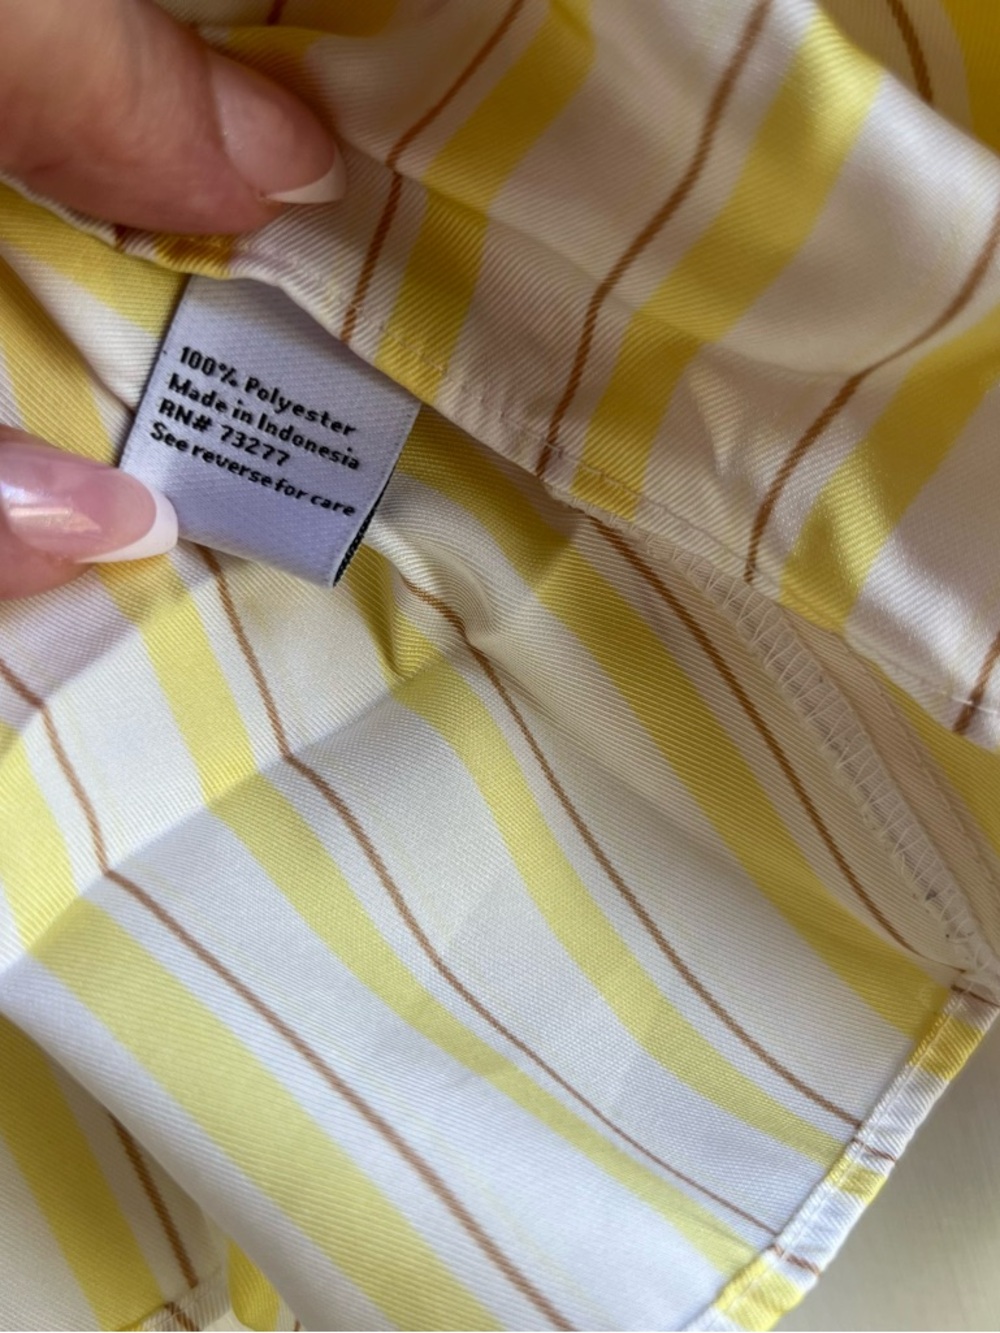 100% Polyester
Made in Indonesia
RN# 73277
See reverse for care